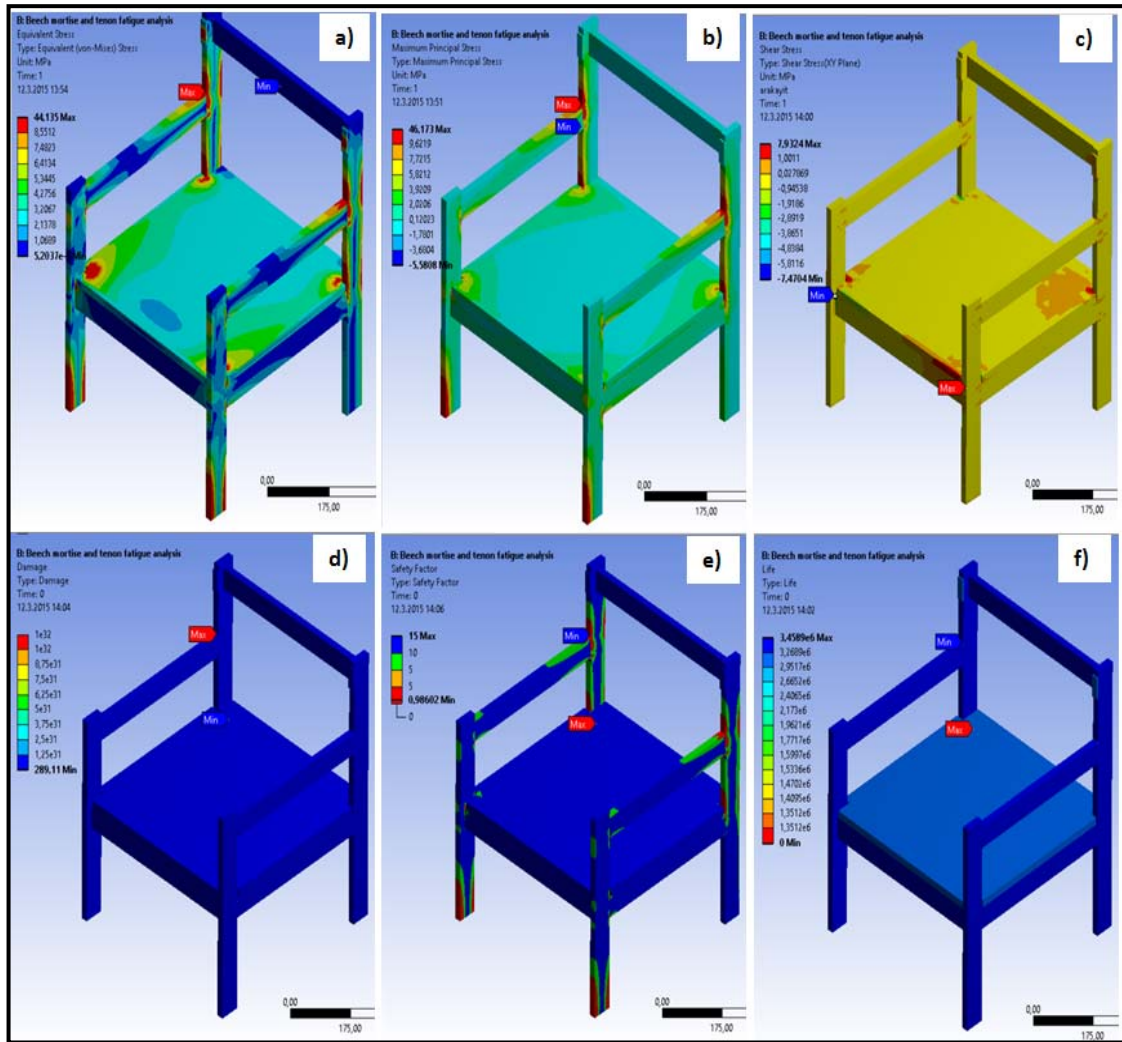 a)
B: Beech mortise and tenon fatigue analysis
Equivalent Stress
Type: Equivalent (von-Mises) Stress
Unit: MPa
Time: 1
12.3.2015 13:54
Max
Min
44,135 Max
8,5512
7,4823
6,4134
5,3445
4,2756
3,2067
2,1378
1,0689
0,00
175,00
b)
B: Beech mortise and tenon fatigue analysis
Maximum Principal Stress
Type: Maximum Principal Stress
Unit: MPa
Time: 1
12.3.2015 13:51
Max
Min
46,173 Max
9,6219
7,7215
5,8212
3,9209
2,0206
0,12023
-1,7801
-3,6804
-5,5808 Min
0,00
175,00
c)
B: Beech mortise and tenon fatigue analysis
Shear Stress
Type: Shear Stress(XY Plane)
Unit: MPa
arakayit
Time: 1
12.3.2015 14:00
7,9324 Max
1,0011
0,027869
-0,94538
-1,9186
-2,8919
-3,8651
-4,8384
-5,8116
-7,4704 Min
Min
Max
0,00
175,00
d)
B: Beech mortise and tenon fatigue analysis
Damage
Type: Damage
Time: 0
12.3.2015 14:04
Max
Min
1e32
1e32
8,75e31
7,5e31
6,25e31
5e31
3,75e31
2,5e31
1,25e31
289,11 Min
0,00
175,00
e)
B: Beech mortise and tenon fatigue analysis
Safety Factor
Type: Safety Factor
Time: 0
12.3.2015 14:06
Min
Max
15 Max
10
5
5
0,98602 Min
0
0,00
175,00
f)
B: Beech mortise and tenon fatigue analysis
Life
Type: Life
Time: 0
12.3.2015 14:02
Min
Max
3,4589e6 Max
3,2689e6
2,9517e6
2,6652e6
2,4065e6
2,173e6
1,9621e6
1,7717e6
1,5997e6
1,5336e6
1,4702e6
1,4095e6
1,3512e6
1,3512e6
0 Min
0,00
175,00